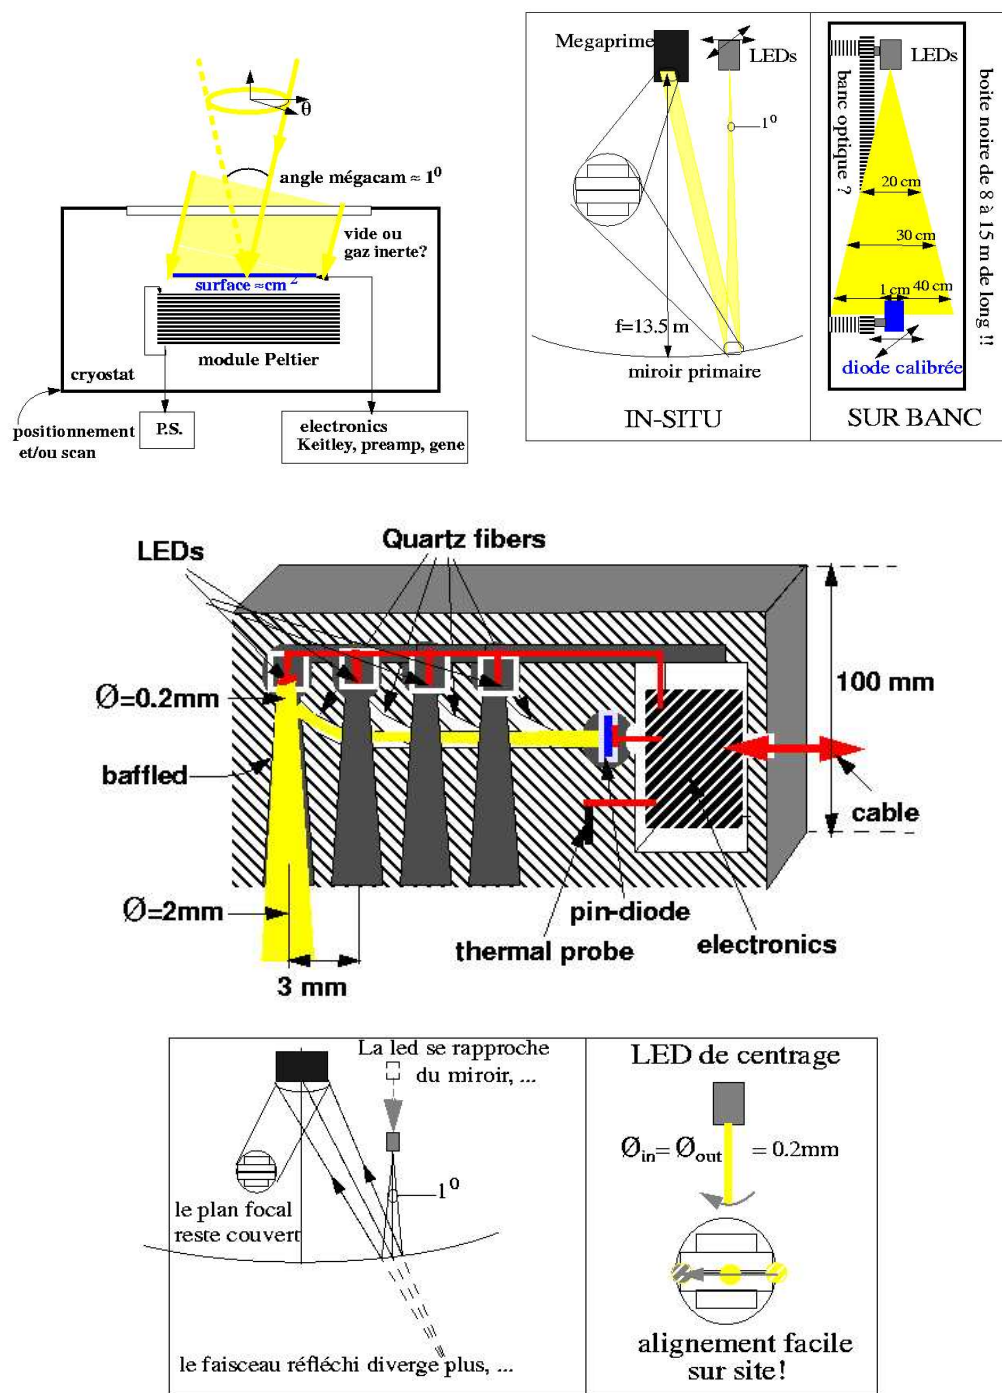 θ
angle mégacam ≈ 1⁰
vide ou
gaz inerte?
surface ≈cm²
module Peltier
cryostat
positionnement
et/ou scan
P.S.
electronics
Keitley, preamp, gene
Megaprime
LEDs
1⁰
f=13.5 m
miroir primaire
IN-SITU
LEDs
banc optique ?
20 cm
30 cm
1 cm
40 cm
diode calibrée
SUR BANC
boite noire de 8 à 15 m de long !!
LEDs
Quartz fibers
Ø=0.2mm
baffled
Ø=2mm
3 mm
100 mm
cable
pin-diode
thermal probe
electronics
La led se rapproche
du miroir, ...
1⁰
le plan focal
reste couvert
le faisceau réfléchi diverge plus, ...
LED de centrage
Øin= Øout = 0.2mm
alignement facile
sur site!